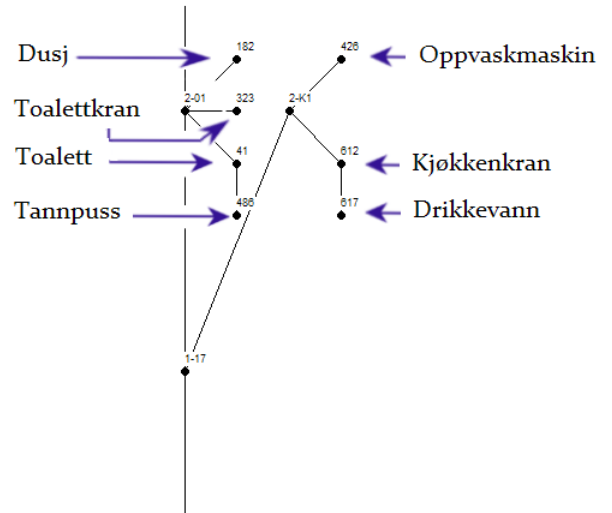 182
426
Dusj
Oppvaskmaskin
2-01
323
2-K1
Toalettkran
41
612
Toalett
Kjøkkenkran
486
617
Tannpuss
Drikkevann
1-17